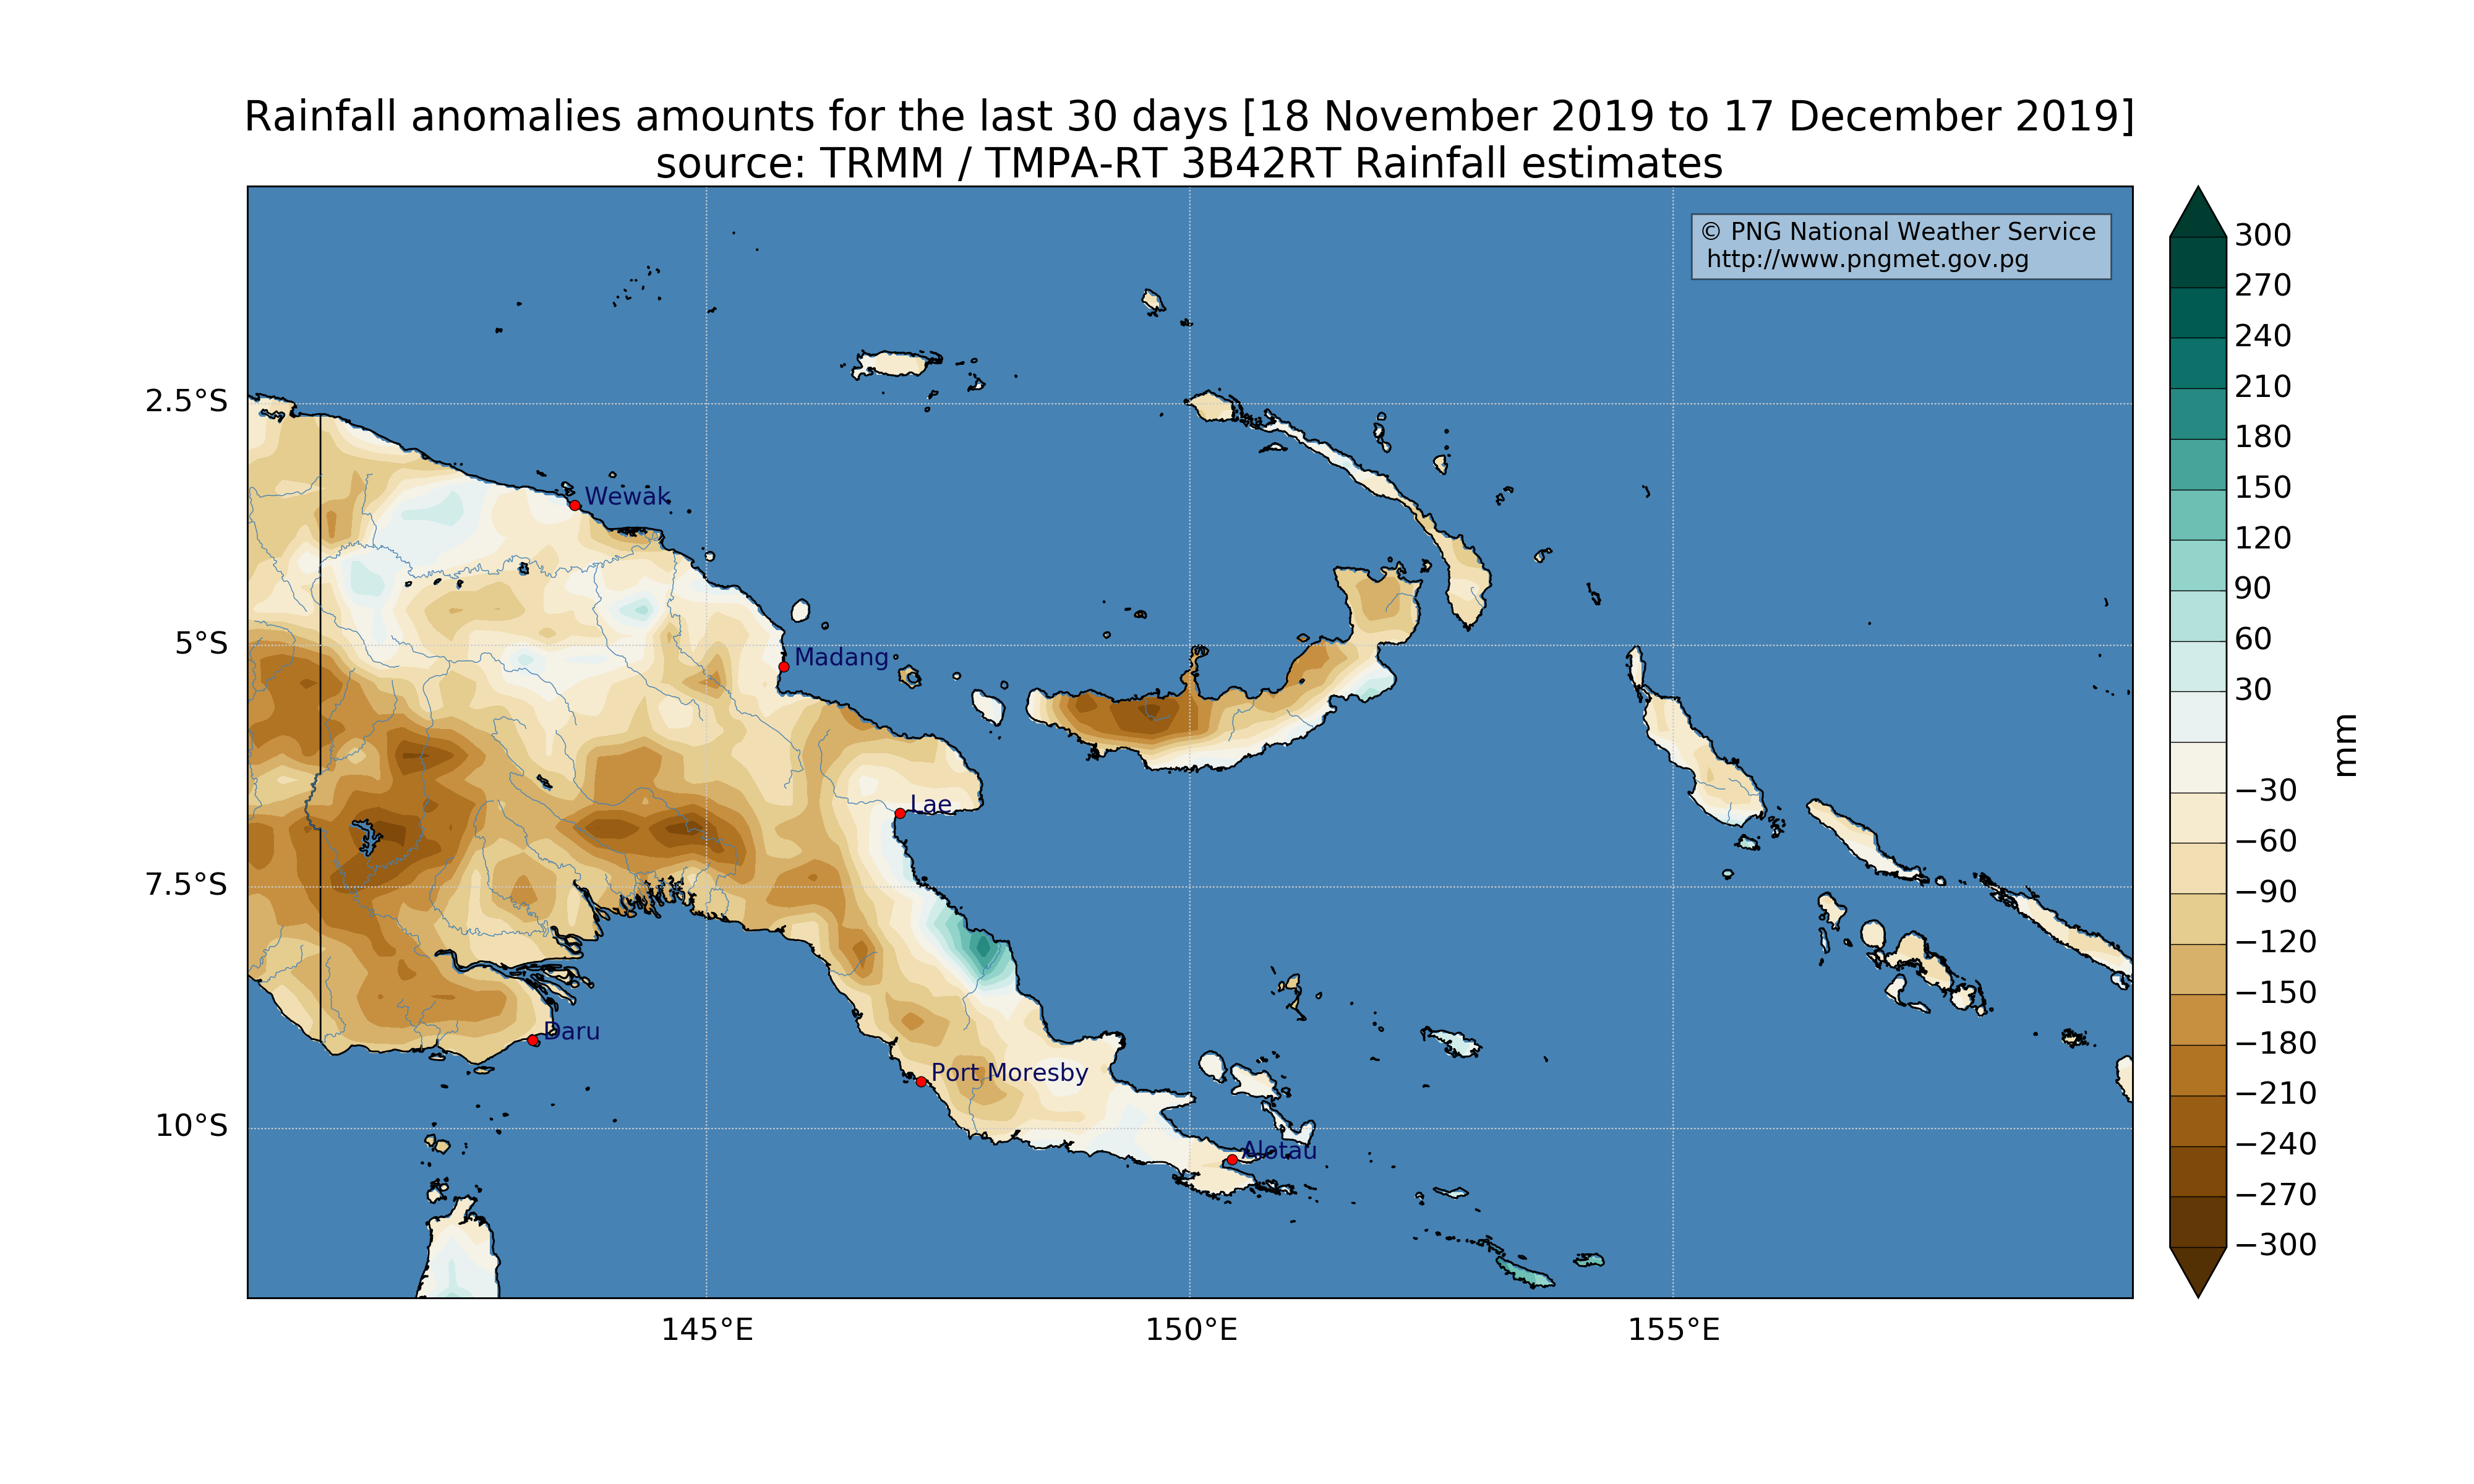 Rainfall anomalies amounts for the last 30 days [18 November 2019 to 17 December 2019]
source: TRMM / TMPA-RT 3B42RT Rainfall estimates
© PNG National Weather Service
http://www.pngmet.gov.pg
2.5°S
5°S
7.5°S
10°S
Wewak
Madang
Lae
Daru
Port Moresby
Alotau
145°E
150°E
155°E
300
270
240
210
180
150
120
90
60
30
−30
−60
−90
−120
−150
−180
−210
−240
−270
−300
mm